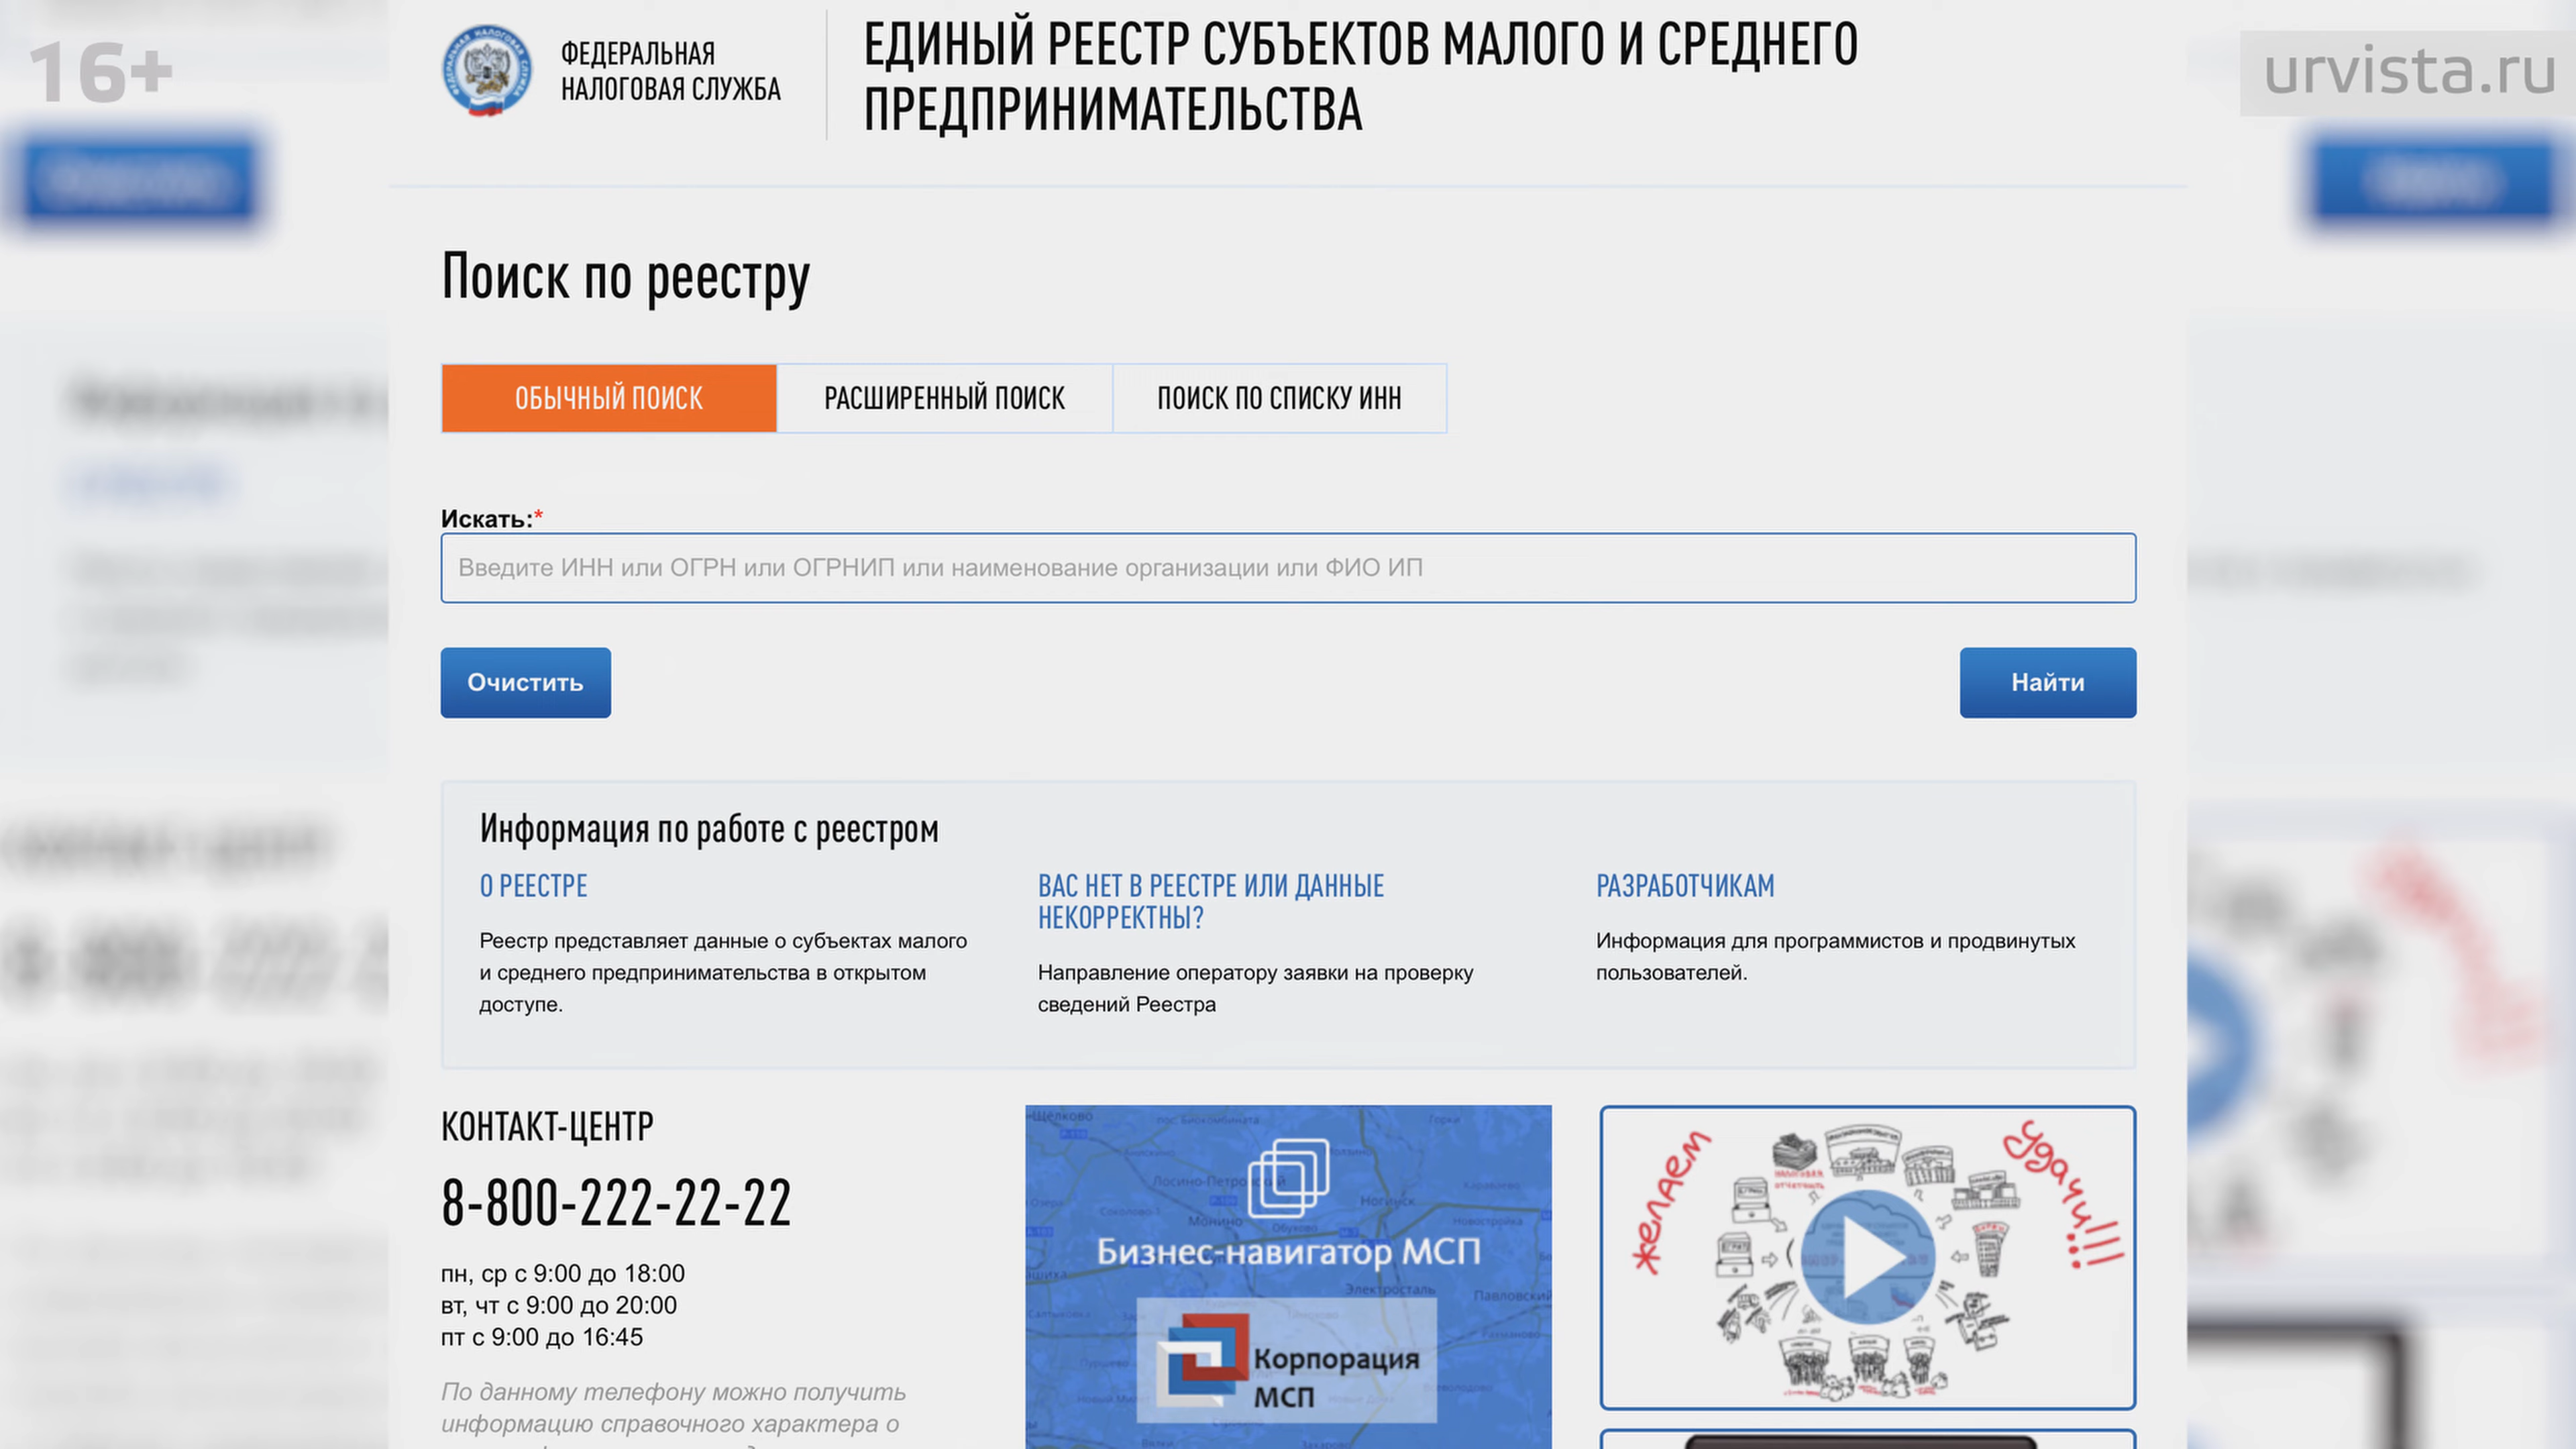 16+
urvista.ru
ФЕДЕРАЛЬНАЯ
НАЛОГОВАЯ СЛУЖБА
ЕДИНЫЙ РЕЕСТР СУБЪЕКТОВ МАЛОГО И СРЕДНЕГО
ПРЕДПРИНИМАТЕЛЬСТВА
Поиск по реестру
ОБЫЧНЫЙ ПОИСК
РАСШИРЕННЫЙ ПОИСК
ПОИСК ПО СПИСКУ ИНН
Искать:*
Введите ИНН или ОГРН или ОГРНИП или наименование организации или ФИО ИП
Очистить
Найти
Информация по работе с реестром
О РЕЕСТРЕ
Реестр представляет данные о субъектах малого
и среднего предпринимательства в открытом
доступе.
ВАС НЕТ В РЕЕСТРЕ ИЛИ ДАННЫЕ
НЕКОРРЕКТНЫ?
Направление оператору заявки на проверку
сведений Реестра
РАЗРАБОТЧИКАМ
Информация для программистов и продвинутых
пользователей.
КОНТАКТ-ЦЕНТР
8-800-222-22-22
пн, ср с 9:00 до 18:00
вт, чт с 9:00 до 20:00
пт с 9:00 до 16:45
По данному телефону можно получить
информацию справочного характера о
Бизнес-навигатор МСП
Корпорация
МСП
желаем
удачи!!!